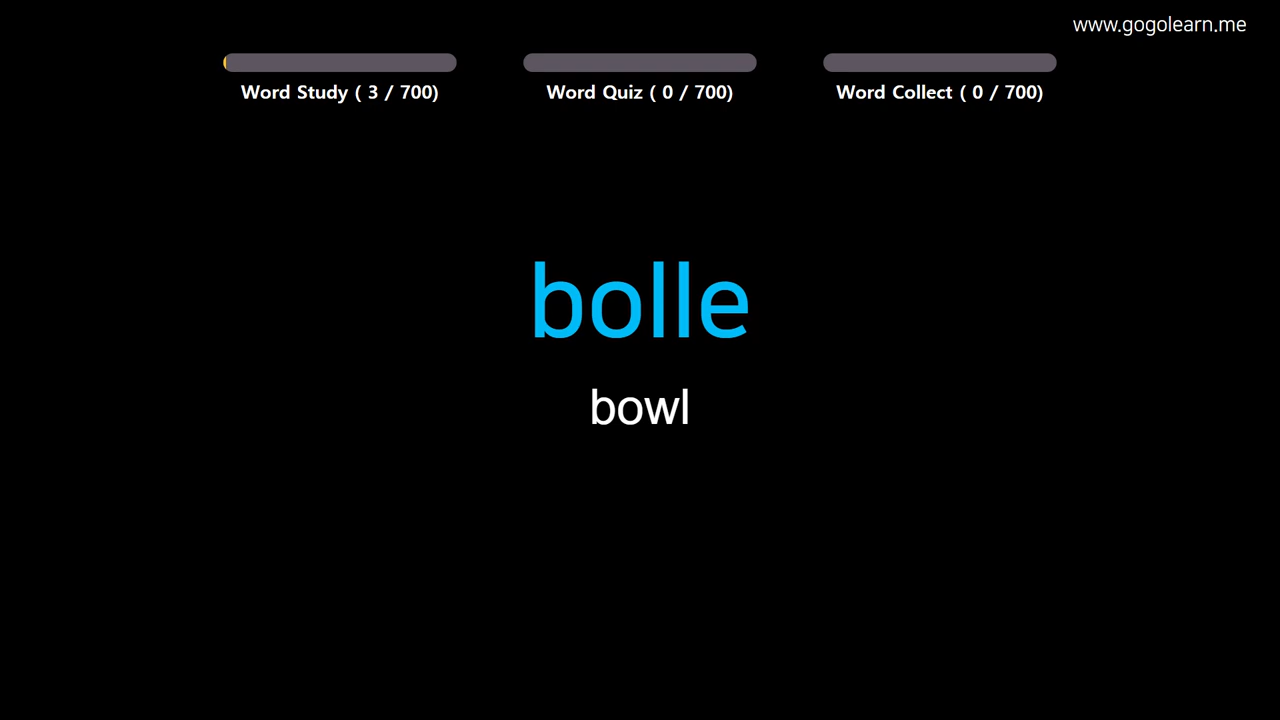 www.gogolearn.me
Word Study ( 3 / 700)
Word Quiz ( 0 / 700)
Word Collect ( 0 / 700)
bolle
bowl